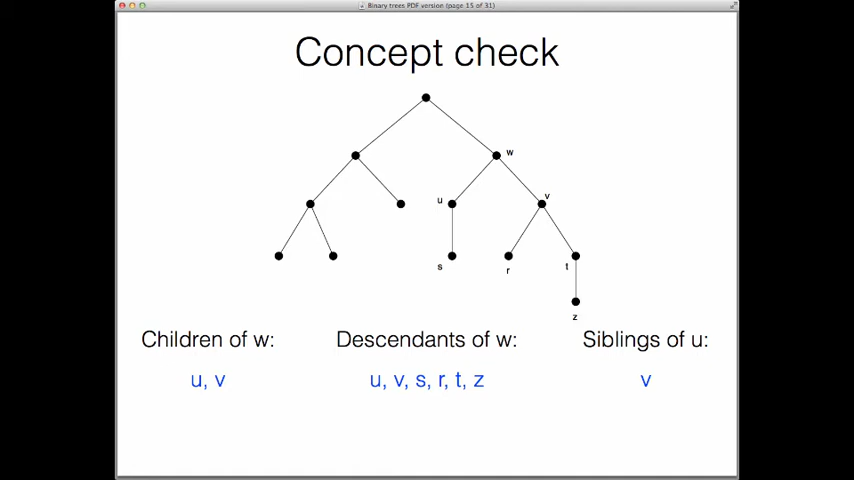 Binary trees PDF version (page 15 of 31)
Concept check
w
u
v
s
r
t
z
Children of w:
Descendants of w:
Siblings of u:
u, v
u, v, s, r, t, z
v